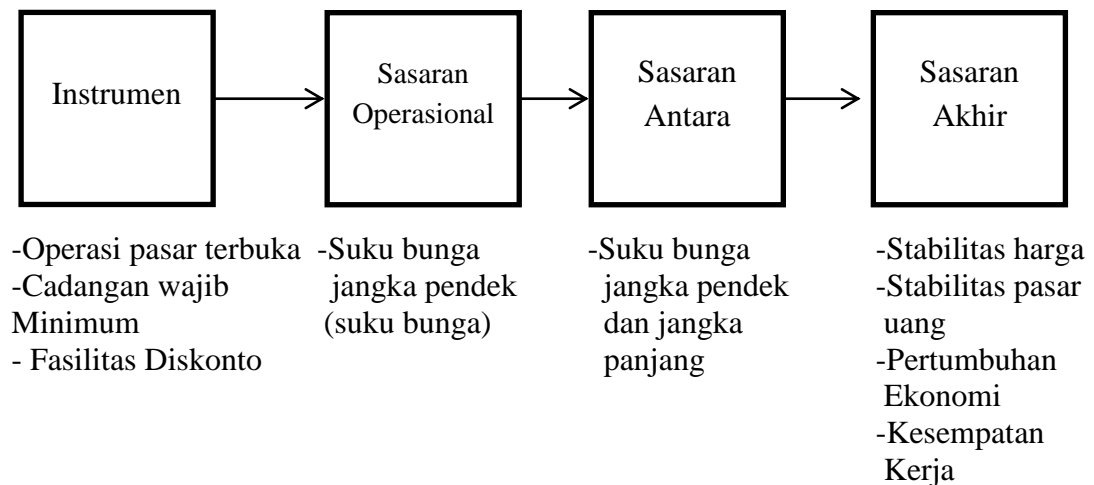 Instrumen
Sasaran
Operasional
Sasaran
Antara
Sasaran
Akhir
-Operasi pasar terbuka
-Cadangan wajib
Minimum
- Fasilitas Diskonto
-Suku bunga
jangka pendek
(suku bunga)
-Suku bunga
jangka pendek
dan jangka
panjang
-Stabilitas harga
-Stabilitas pasar
uang
-Pertumbuhan
Ekonomi
-Kesempatan
Kerja